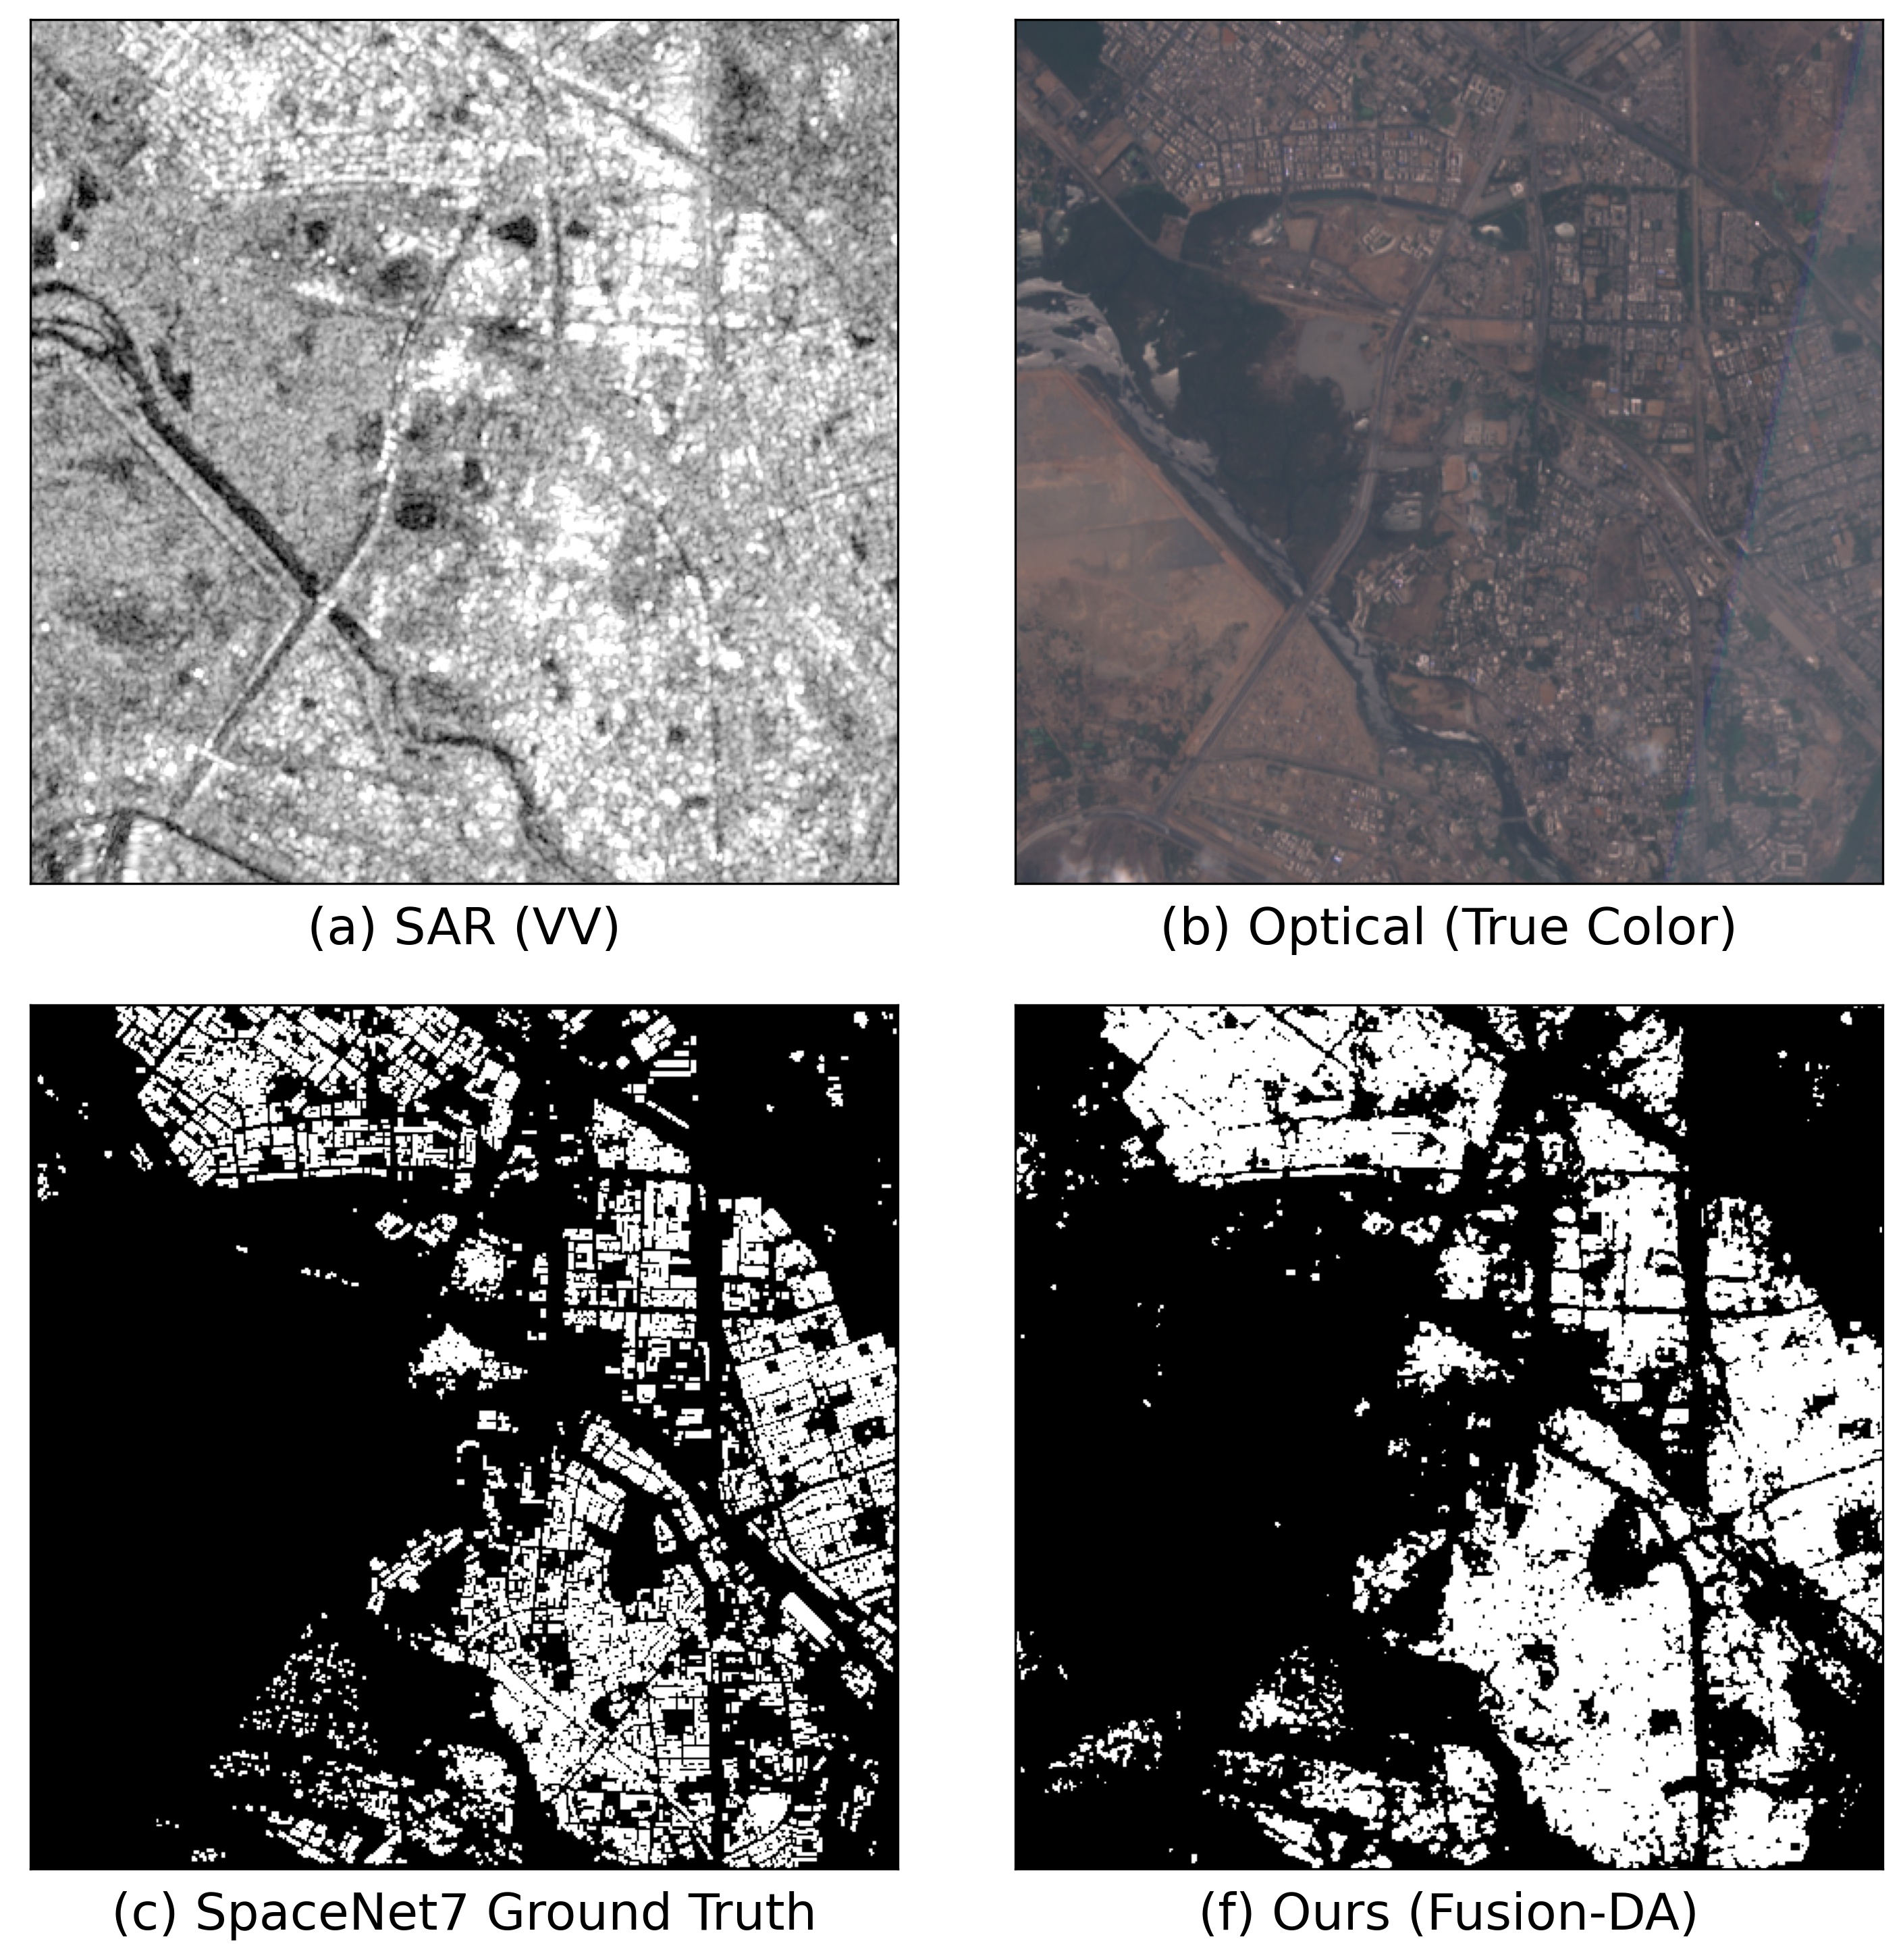 (a) SAR (VV)
(b) Optical (True Color)
(c) SpaceNet7 Ground Truth
(f) Ours (Fusion-DA)